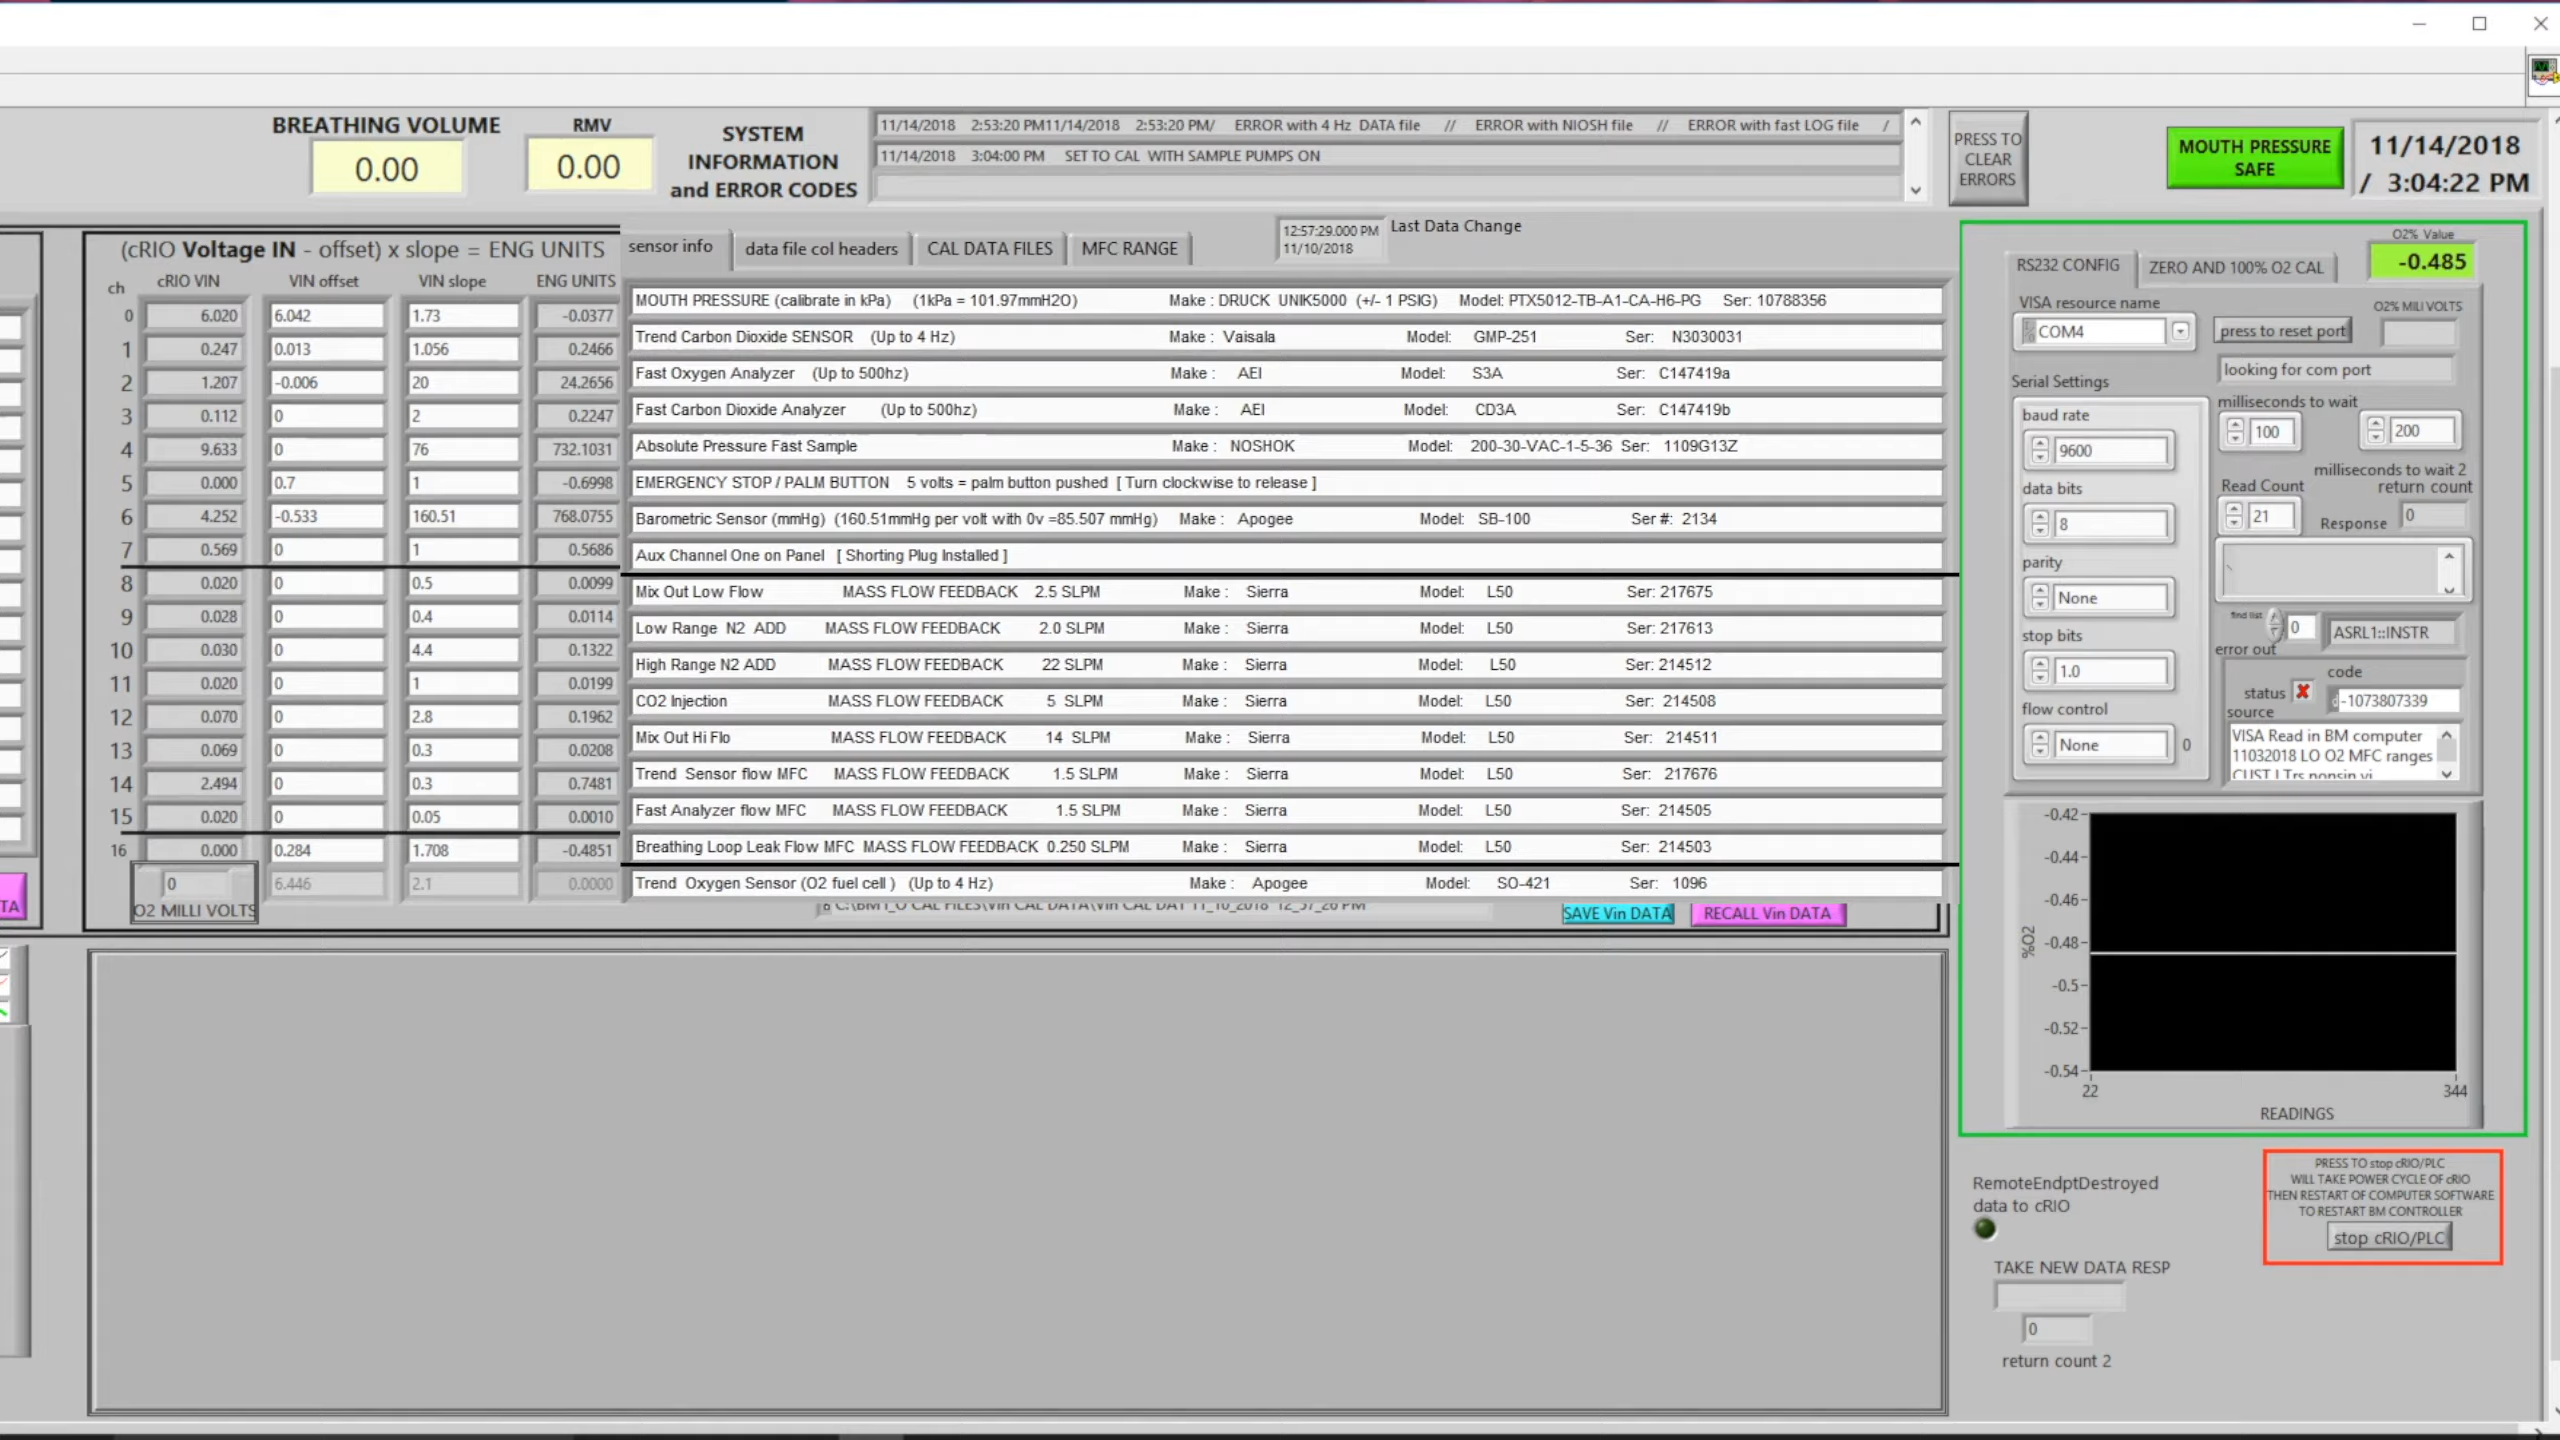 BREATHING VOLUME
0.00
RMV
0.00
SYSTEM
INFORMATION
and ERROR CODES
11/14/2018 2:53:20 PM11/14/2018 2:53:20 PM/ ERROR with 4 Hz DATA file // ERROR with NIOSH file // ERROR with fast LOG file /
11/14/2018 3:04:00 PM SET TO CAL WITH SAMPLE PUMPS ON
PRESS TO
CLEAR
ERRORS
MOUTH PRESSURE
SAFE
11/14/2018
/ 3:04:22 PM
(cRIO Voltage IN - offset) x slope = ENG UNITS
ch cRIO VIN VIN offset VIN slope ENG UNITS
0 6.020 6.042 1.73 -0.0377
1 0.247 0.013 1.056 0.2466
2 1.207 -0.006 20 24.2656
3 0.112 0 2 0.2247
4 9.633 0 76 732.1031
5 0.000 0.7 1 -0.6998
6 4.252 -0.533 160.51 768.0755
7 0.569 0 1 0.5686
8 0.020 0 0.5 0.0099
9 0.028 0 0.4 0.0114
10 0.030 0 4.4 0.1322
11 0.020 0 1 0.0199
12 0.070 0 2.8 0.1962
13 0.069 0 0.3 0.0208
14 2.494 0 0.3 0.7481
15 0.020 0 0.05 0.0010
16 0.000 0.284 1.708 -0.4851
0 6.446 2.1 0.0000
O2 MILLI VOLTS
TA
sensor info
data file col headers
CAL DATA FILES
MFC RANGE
12:57:29.000 PM
11/10/2018
Last Data Change
MOUTH PRESSURE (calibrate in kPa) (1kPa = 101.97mmH2O) Make : DRUCK UNIK5000 (+/- 1 PSIG) Model: PTX5012-TB-A1-CA-H6-PG Ser: 10788356
Trend Carbon Dioxide SENSOR (Up to 4 Hz) Make : Vaisala Model: GMP-251 Ser: N3030031
Fast Oxygen Analyzer (Up to 500hz) Make : AEI Model: S3A Ser: C147419a
Fast Carbon Dioxide Analyzer (Up to 500hz) Make : AEI Model: CD3A Ser: C147419b
Absolute Pressure Fast Sample Make : NOSHOK Model: 200-30-VAC-1-5-36 Ser: 1109G13Z
EMERGENCY STOP / PALM BUTTON 5 volts = palm button pushed [ Turn clockwise to release ]
Barometric Sensor (mmHg) (160.51mmHg per volt with 0v =85.507 mmHg) Make : Apogee Model: SB-100 Ser #: 2134
Aux Channel One on Panel [ Shorting Plug Installed ]
Mix Out Low Flow MASS FLOW FEEDBACK 2.5 SLPM Make : Sierra Model: L50 Ser: 217675
Low Range N2 ADD MASS FLOW FEEDBACK 2.0 SLPM Make : Sierra Model: L50 Ser: 217613
High Range N2 ADD MASS FLOW FEEDBACK 22 SLPM Make : Sierra Model: L50 Ser: 214512
CO2 Injection MASS FLOW FEEDBACK 5 SLPM Make : Sierra Model: L50 Ser: 214508
Mix Out Hi Flo MASS FLOW FEEDBACK 14 SLPM Make : Sierra Model: L50 Ser: 214511
Trend Sensor flow MFC MASS FLOW FEEDBACK 1.5 SLPM Make : Sierra Model: L50 Ser: 217676
Fast Analyzer flow MFC MASS FLOW FEEDBACK 1.5 SLPM Make : Sierra Model: L50 Ser: 214505
Breathing Loop Leak Flow MFC MASS FLOW FEEDBACK 0.250 SLPM Make : Sierra Model: L50 Ser: 214503
Trend Oxygen Sensor (O2 fuel cell ) (Up to 4 Hz) Make : Apogee Model: SO-421 Ser: 1096
SAVE Vin DATA
RECALL Vin DATA
O2% Value
-0.485
RS232 CONFIG
ZERO AND 100% O2 CAL
VISA resource name
COM4
press to reset port
O2% MILI VOLTS
looking for com port
Serial Settings
baud rate
9600
data bits
8
parity
None
stop bits
1.0
flow control
None 0
milliseconds to wait
100
200
milliseconds to wait 2
Read Count
return count
21
0
Response
\
find list
0
ASRL1::INSTR
error out
status
code
-1073807339
source
VISA Read in BM computer
11032018 LO O2 MFC ranges
%O2
-0.42
-0.44
-0.46
-0.48
-0.5
-0.52
-0.54
22 344
READINGS
RemoteEndptDestroyed
data to cRIO
TAKE NEW DATA RESP
0
return count 2
PRESS TO stop cRIO/PLC
WILL TAKE POWER CYCLE OF cRIO
THEN RESTART OF COMPUTER SOFTWARE
TO RESTART BM CONTROLLER
stop cRIO/PLC